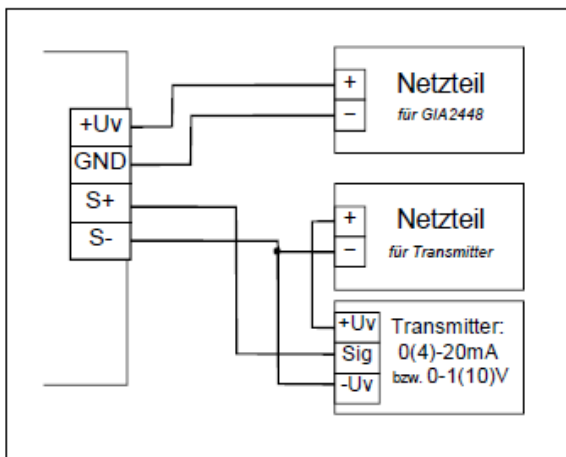 +Uv
GND
S+
S-
+
−
Netzteil
für GIA2448
+
−
Netzteil
für Transmitter
+Uv
Sig
-Uv
Transmitter:
0(4)-20mA
bzw. 0-1(10)V